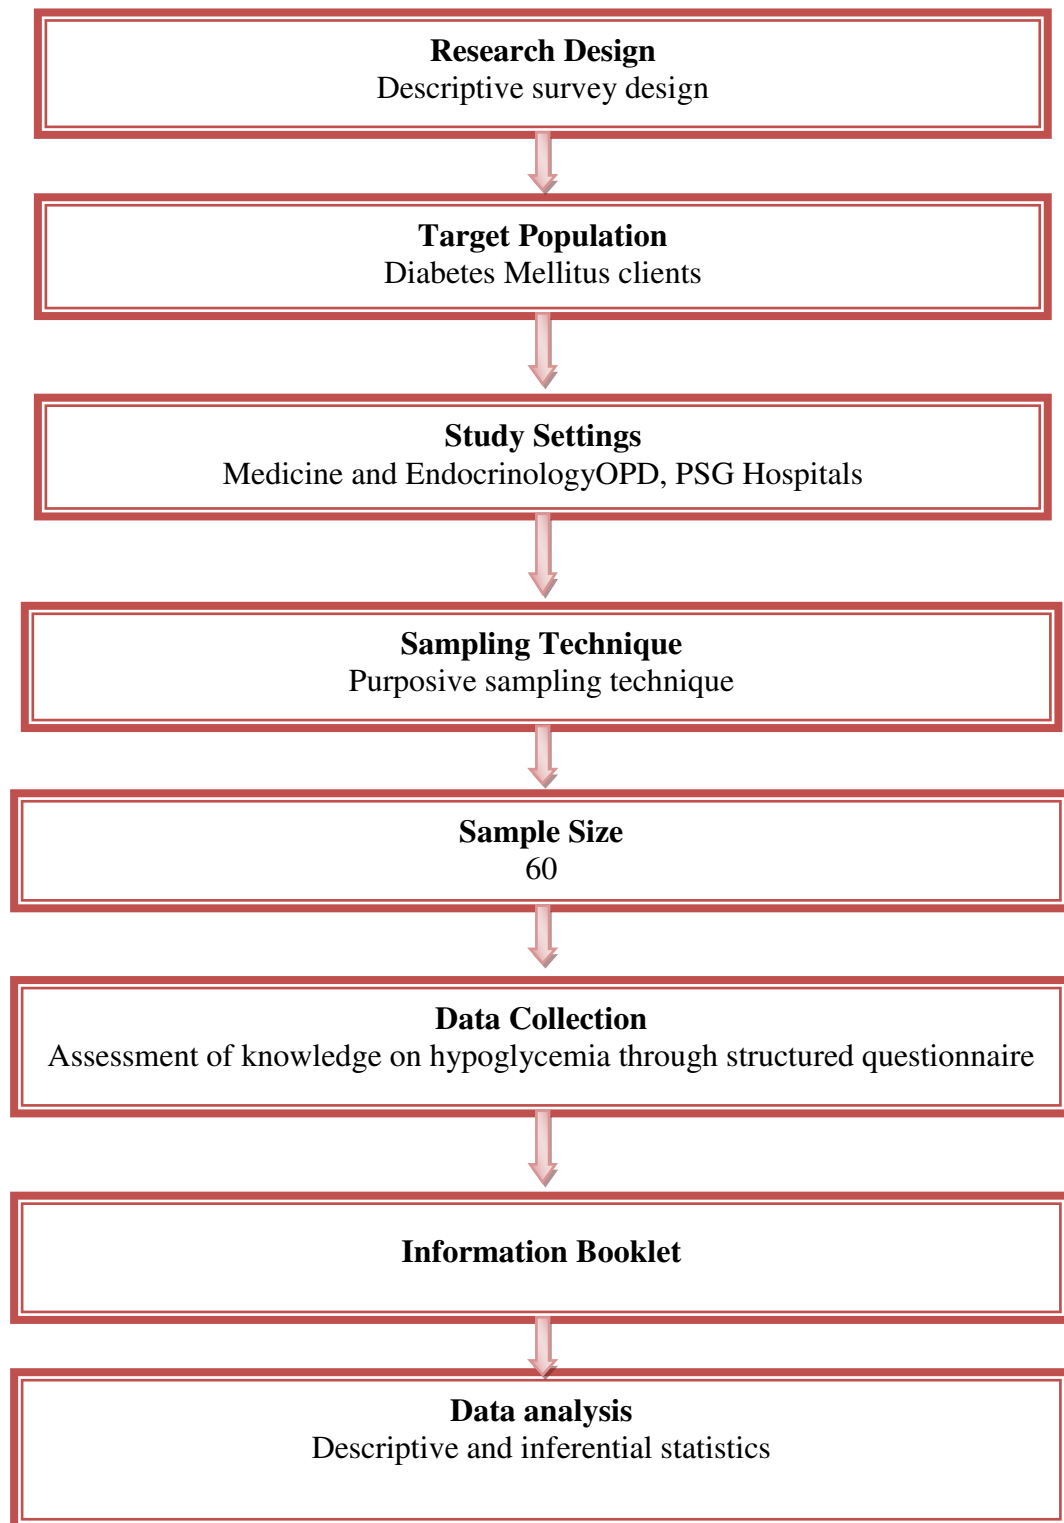 Research Design
Descriptive survey design
Target Population
Diabetes Mellitus clients
Study Settings
Medicine and EndocrinologyOPD, PSG Hospitals
Sampling Technique
Purposive sampling technique
Sample Size
60
Data Collection
Assessment of knowledge on hypoglycemia through structured questionnaire
Information Booklet
Data analysis
Descriptive and inferential statistics